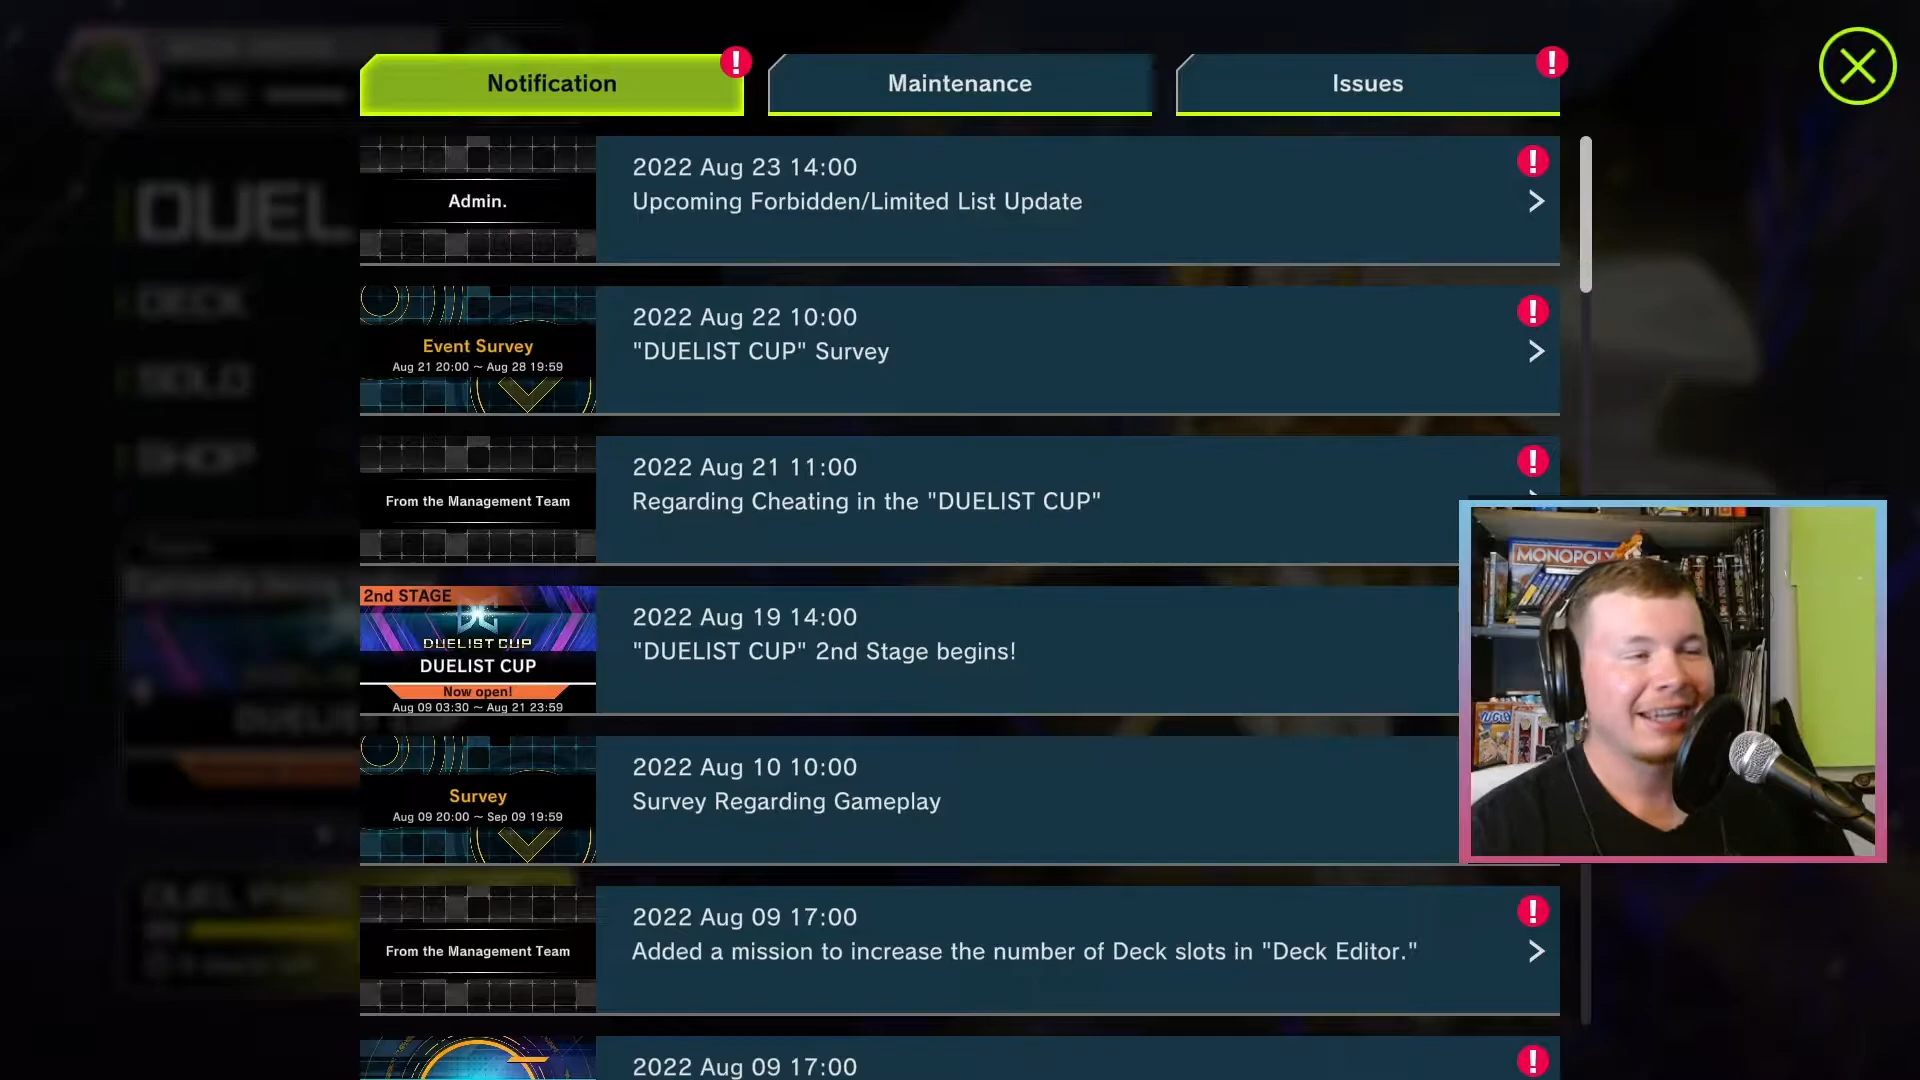 Notification
Maintenance
Issues
Admin.
2022 Aug 23 14:00
Upcoming Forbidden/Limited List Update
Event Survey
Aug 21 20:00 ~ Aug 28 19:59
2022 Aug 22 10:00
"DUELIST CUP" Survey
From the Management Team
2022 Aug 21 11:00
Regarding Cheating in the "DUELIST CUP"
2nd STAGE
DUELIST CUP
DUELIST CUP
Now open!
Aug 09 03:30 ~ Aug 21 23:59
2022 Aug 19 14:00
"DUELIST CUP" 2nd Stage begins!
Survey
Aug 09 20:00 ~ Sep 09 19:59
2022 Aug 10 10:00
Survey Regarding Gameplay
From the Management Team
2022 Aug 09 17:00
Added a mission to increase the number of Deck slots in "Deck Editor."
2022 Aug 09 17:00
DUEL
DECK
SOLO
SHOP
MONOPOLY